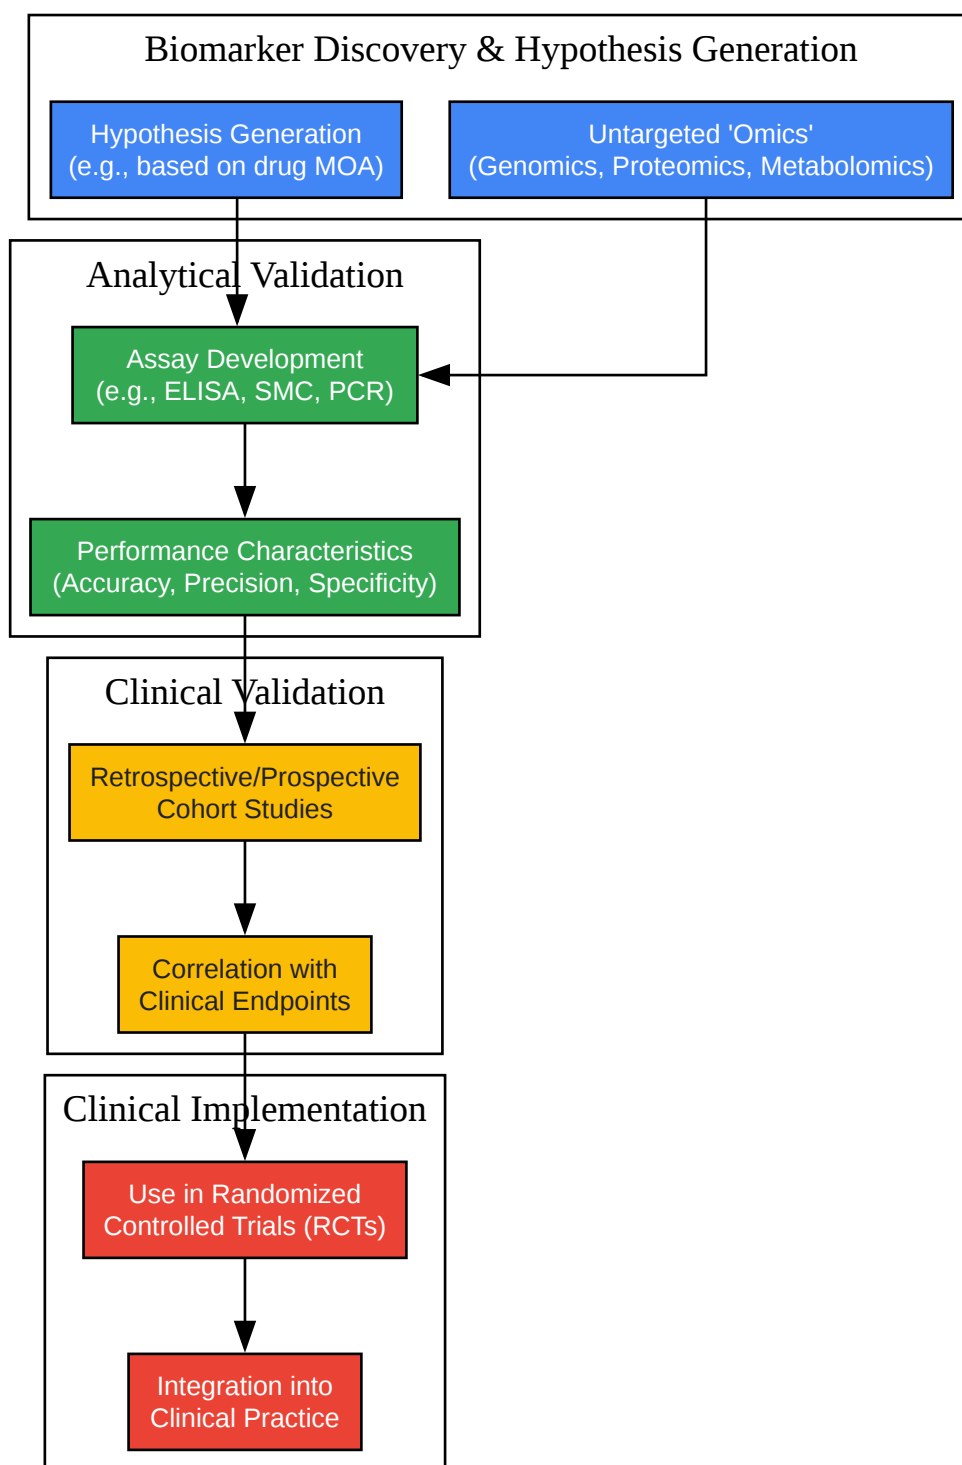 Biomarker Discovery & Hypothesis Generation
Hypothesis Generation
(e.g., based on drug MOA)
Untargeted 'Omics'
(Genomics, Proteomics, Metabolomics)
Analytical Validation
Assay Development
(e.g., ELISA, SMC, PCR)
Performance Characteristics
(Accuracy, Precision, Specificity)
Clinical Validation
Retrospective/Prospective
Cohort Studies
Correlation with
Clinical Endpoints
Clinical Implementation
Use in Randomized
Controlled Trials (RCTs)
Integration into
Clinical Practice